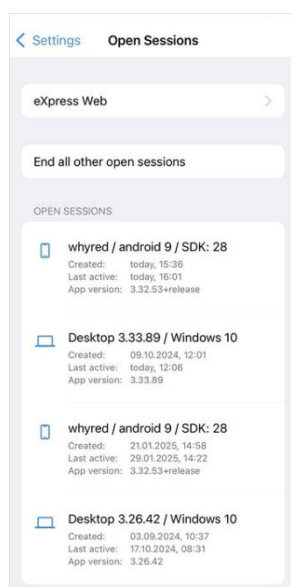 Settings Open Sessions
eXpress Web
End all other open sessions
OPEN SESSIONS
whyred / android 9 / SDK: 28
Created: today, 15:36
Last active: today, 16:01
App version: 3.32.53+release
Desktop 3.33.89 / Windows 10
Created: 09.10.2024, 12:01
Last active: today, 12:06
App version: 3.33.89
whyred / android 9 / SDK: 28
Created: 21.01.2025, 14:58
Last active: 29.01.2025, 14:22
App version: 3.32.53+release
Desktop 3.26.42 / Windows 10
Created: 03.09.2024, 10:37
Last active: 17.10.2024, 08:31
App version: 3.26.42